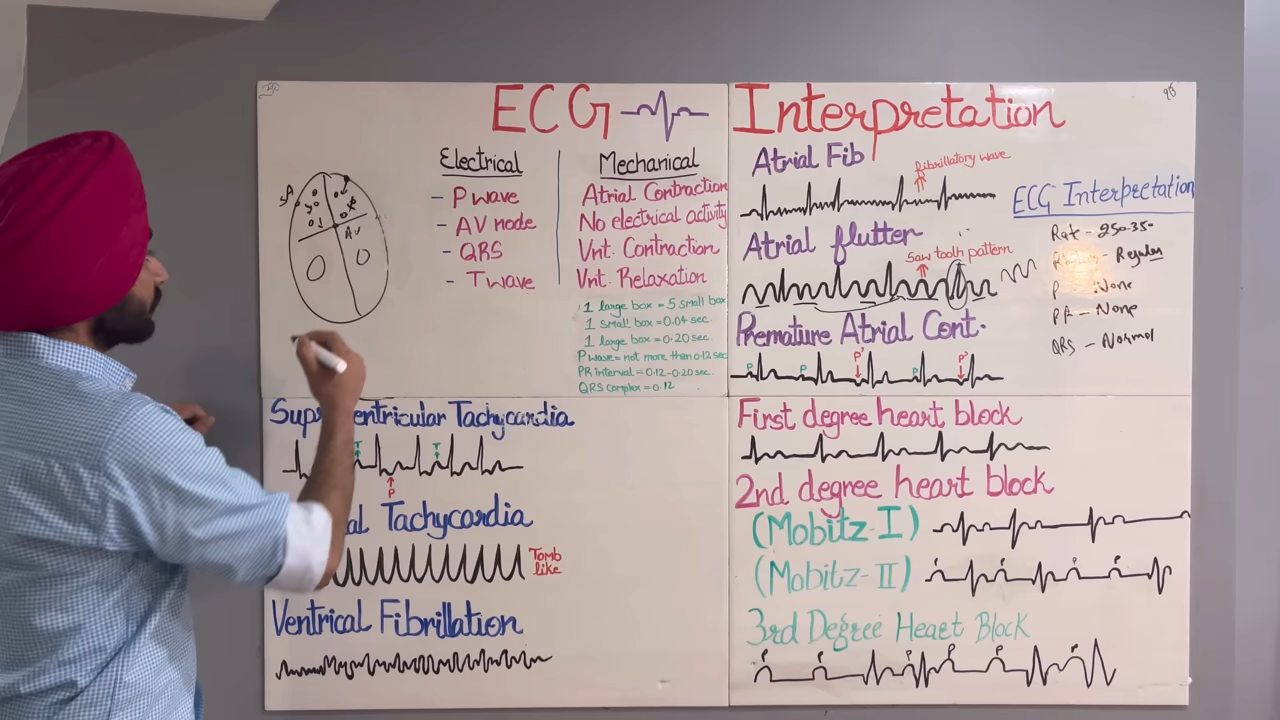 ECG Interpretation
Electrical
- P wave
- AV node
- QRS
- T wave
Mechanical
Atrial Contraction
No electrical activity
Vnt. Contraction
Vnt. Relaxation
1 large box = 5 small box
1 small box = 0.04 sec
1 large box = 0.20 sec
P wave = not more then 0.12 sec
PR interval = 0.12-0.20 sec
QRS Complex = 0.12
SA
AV
Atrial Fib
fibrillatory wave
Atrial flutter
Saw tooth pattern
Premature Atrial Cont.
P P P' P P'
ECG Interpretation
Rate - 250-350
- Regular
P - None
PR - None
QRS - Normal
Tachycardia
T T
P
Tachycardia
Tomb like
Ventrical Fibrillation
First degree heart block
2nd degree heart block
(Mobitz-I)
(Mobitz-II)
3rd Degree Heart Block
P P P P P P